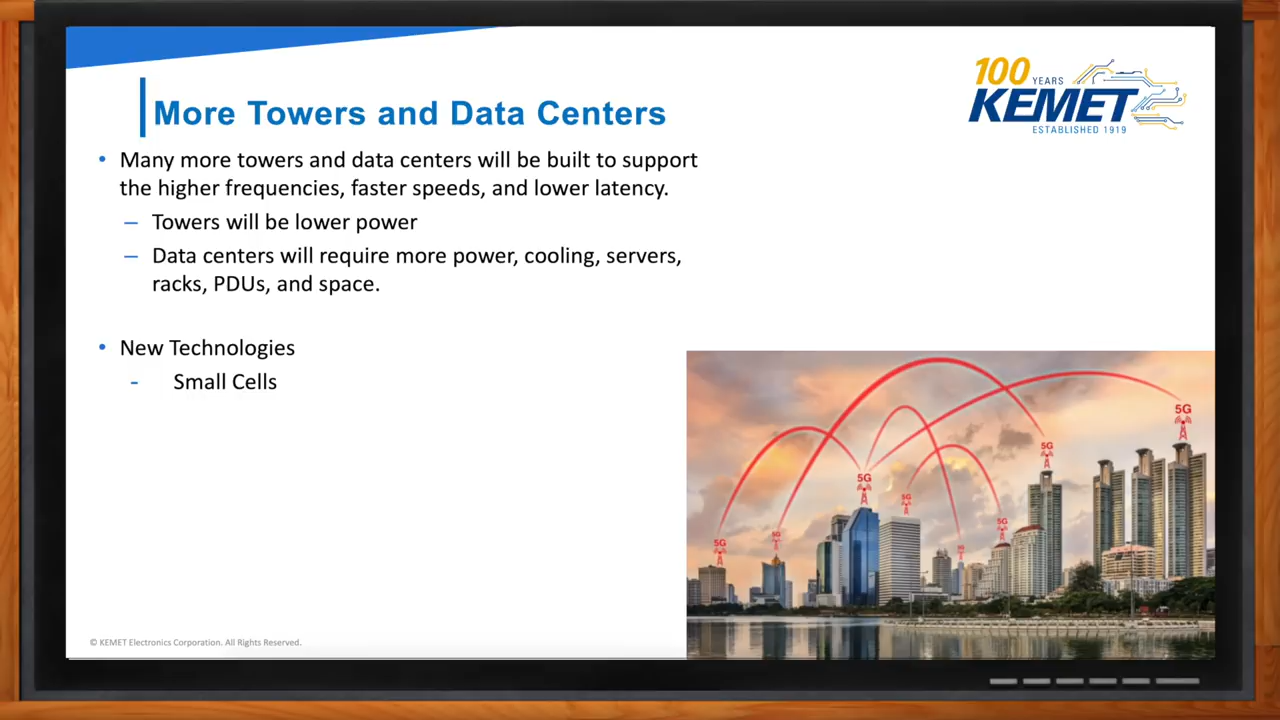 100 YEARS
KEMET
ESTABLISHED 1919
More Towers and Data Centers
• Many more towers and data centers will be built to support
the higher frequencies, faster speeds, and lower latency.
– Towers will be lower power
– Data centers will require more power, cooling, servers,
racks, PDUs, and space.
• New Technologies
- Small Cells
5G
5G
5G
5G
5G
5G
5G
5G
© KEMET Electronics Corporation. All Rights Reserved.